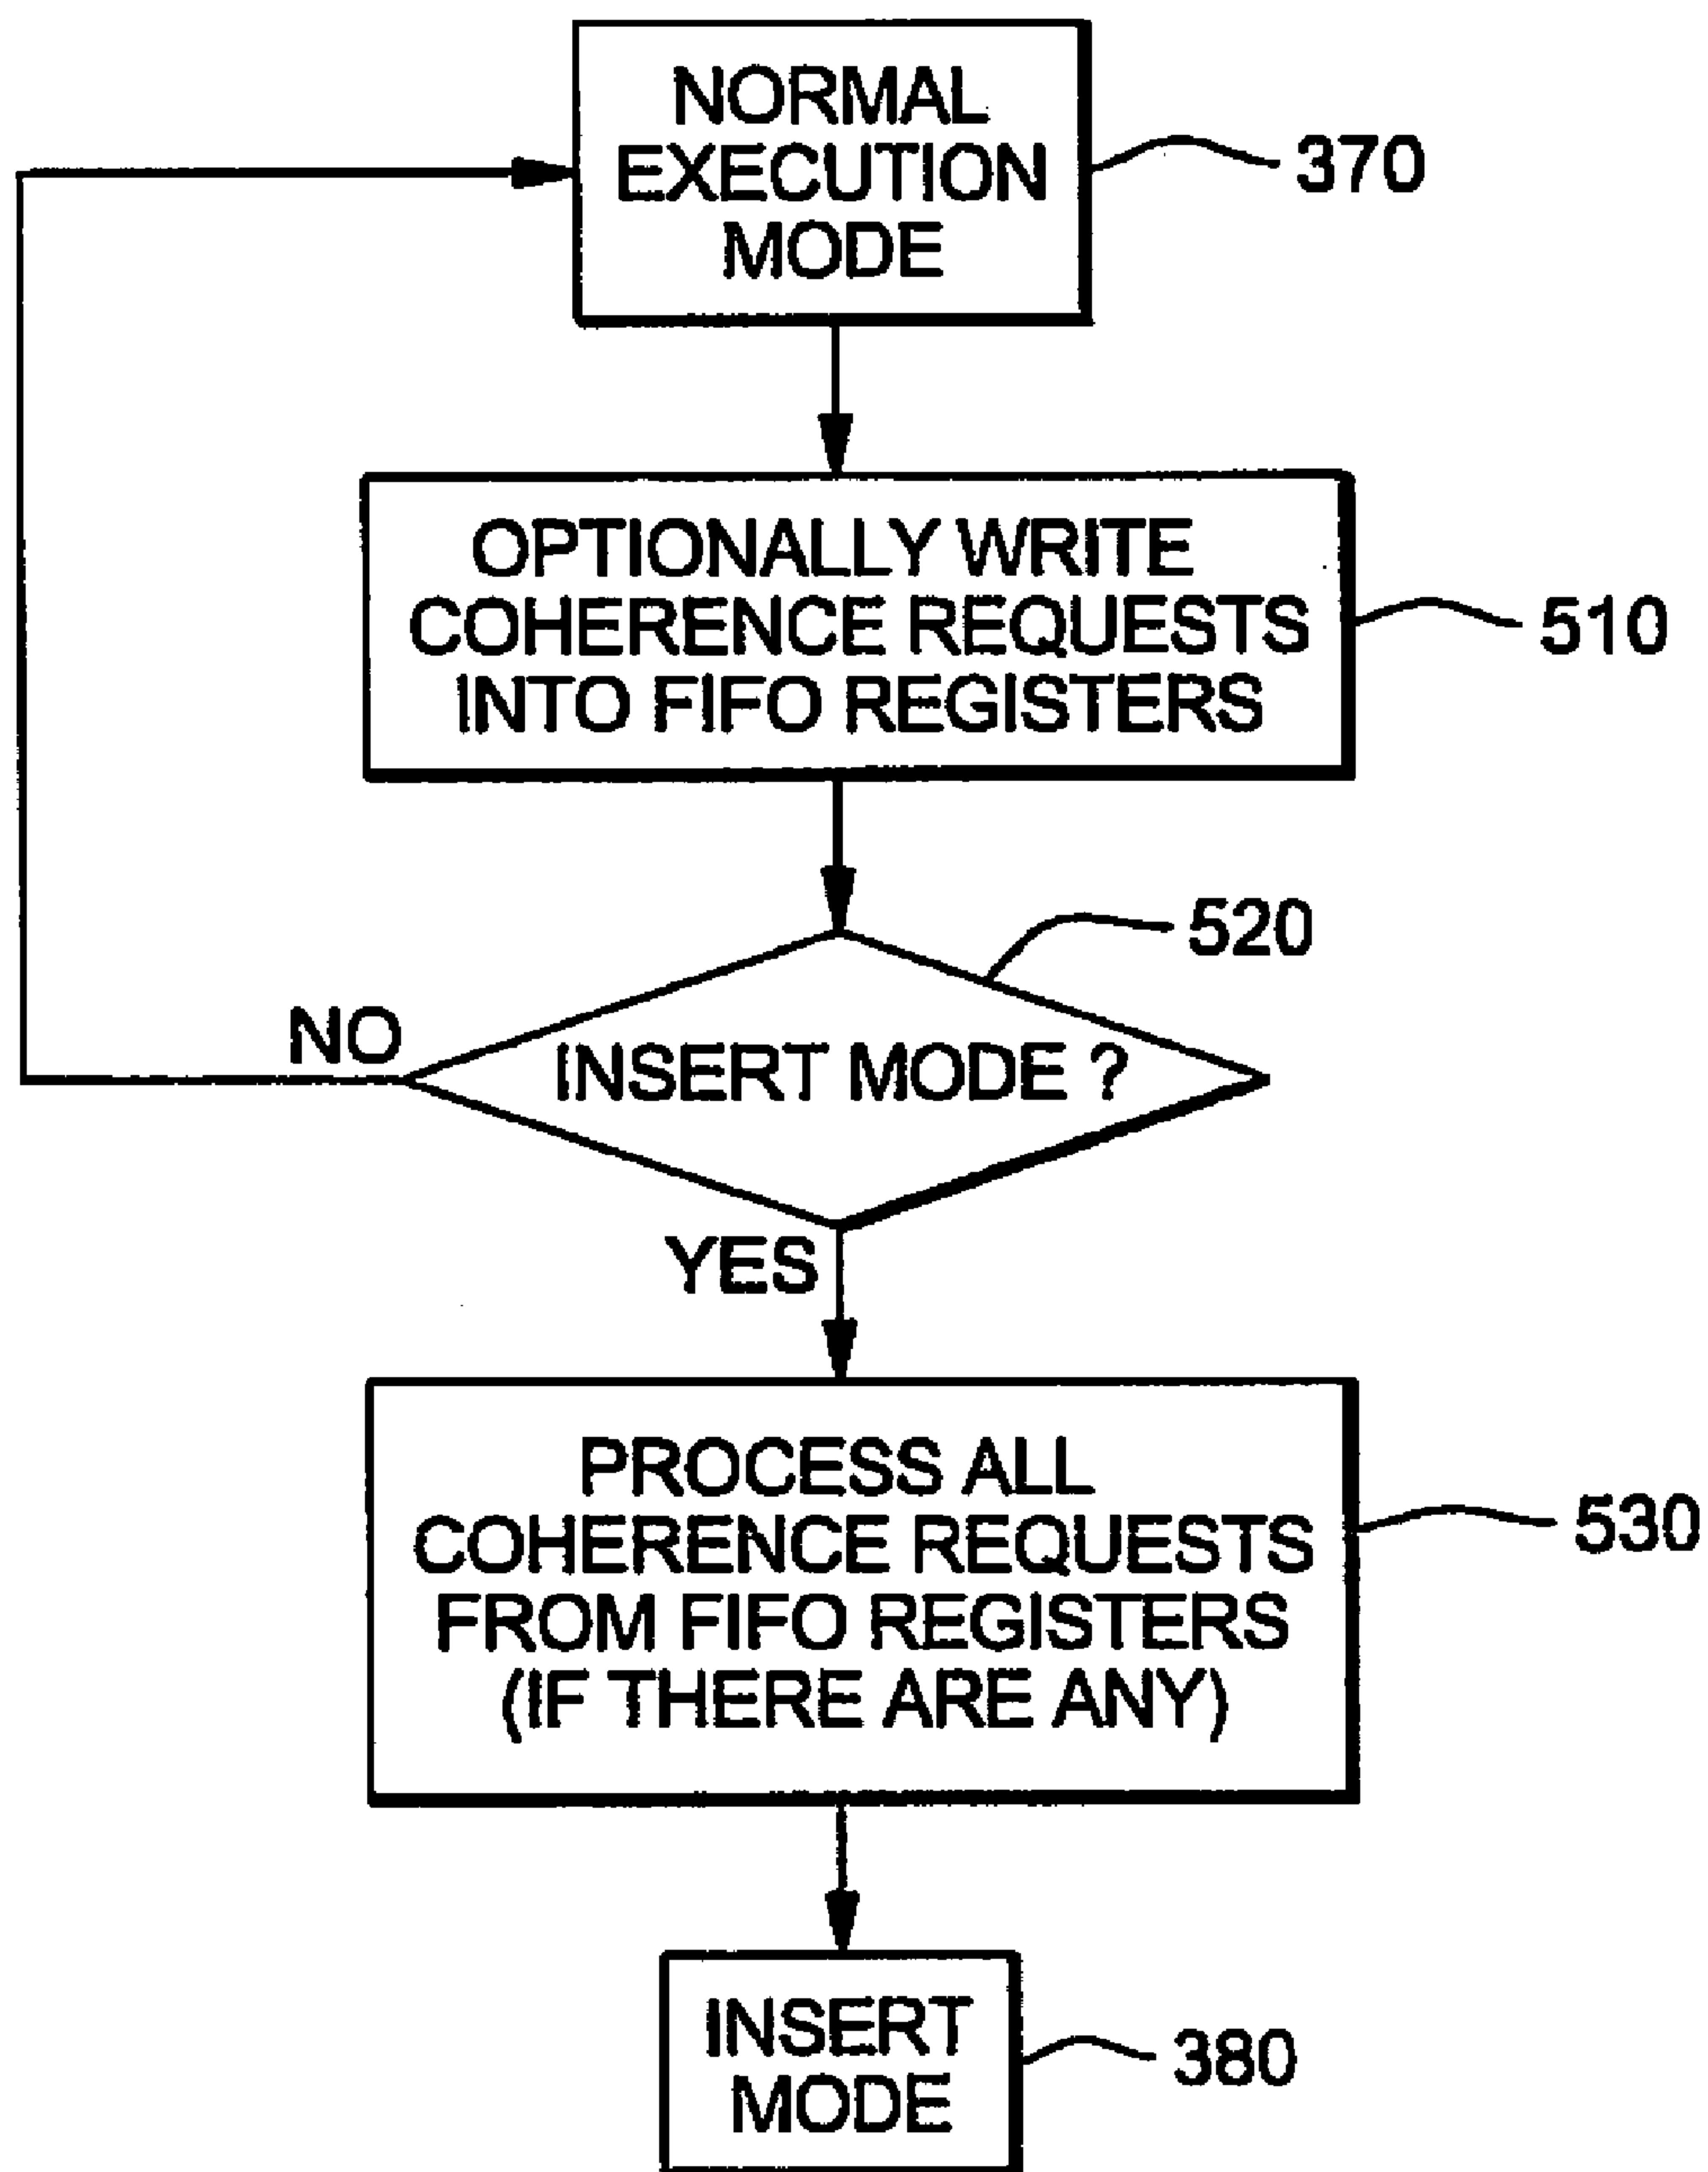 NORMAL
EXECUTION
MODE
370
OPTIONALLY WRITE
COHERENCE REQUESTS
INTO FIFO REGISTERS
510
520
NO
INSERT MODE ?
YES
PROCESS ALL
COHERENCE REQUESTS
FROM FIFO REGISTERS
(IF THERE ARE ANY)
530
INSERT
MODE
380